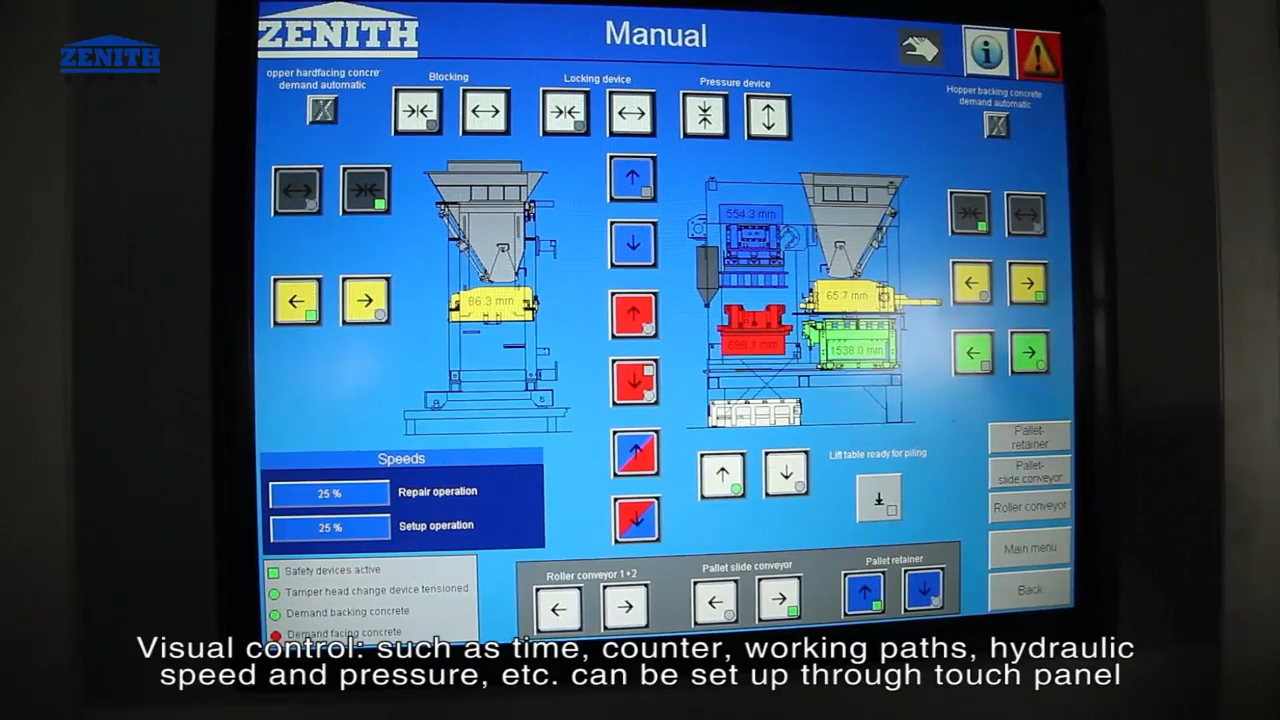 ZENITH
ZENITH
Manual
opper hardfacing concre
demand automatic
Blocking
Locking device
Pressure device
Hopper backing concrete
demand automatic
X
X
554.3 mm
86.3 mm
65.7 mm
698.1 mm
1538.0 mm
Speeds
25 %
Repair operation
25 %
Setup operation
Lift table ready for piling
Pallet-
retainer
Pallet-
slide conveyor
Roller conveyor
Main menu
Back
Safety devices active
Tamper head change device tensioned
Demand backing concrete
Demand facing concrete
Roller conveyor 1+2
Pallet slide conveyor
Pallet retainer
Visual control: such as time, counter, working paths, hydraulic
speed and pressure, etc. can be set up through touch panel